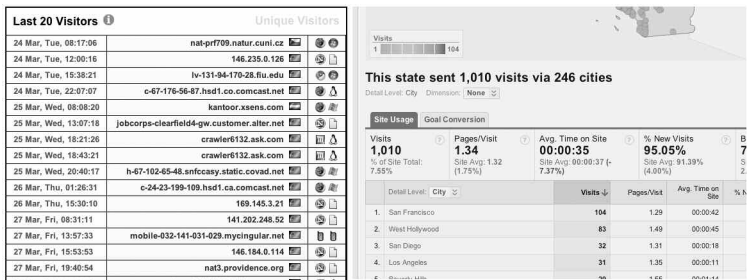 Last 20 Visitors
Unique Visitors
24 Mar, Tue, 08:17:06 nat-prf709.natur.cuni.cz
24 Mar, Tue, 12:00:16 146.235.0.126
24 Mar, Tue, 15:38:21 lv-131-94-170-28.fiu.edu
24 Mar, Tue, 22:07:07 c-67-176-56-87.hsd1.co.comcast.net
25 Mar, Wed, 08:08:20 kantoor.xsens.com
25 Mar, Wed, 13:07:18 jobcorps-clearfield4-gw.customer.alter.net
25 Mar, Wed, 18:21:26 crawler6132.ask.com
25 Mar, Wed, 18:43:21 crawler6132.ask.com
25 Mar, Wed, 20:40:17 h-67-102-65-48.snfccasy.static.covad.net
26 Mar, Thu, 01:26:31 c-24-23-199-109.hsd1.ca.comcast.net
26 Mar, Thu, 15:30:10 169.145.3.21
27 Mar, Fri, 08:31:11 141.202.248.52
27 Mar, Fri, 13:57:33 mobile-032-141-031-029.mycingular.net
27 Mar, Fri, 15:53:53 146.184.0.114
27 Mar, Fri, 19:40:54 nat3.providence.org
Visits
1 104
This state sent 1,010 visits via 246 cities
Detail Level: City Dimension: None
Site Usage Goal Conversion
Visits Pages/Visit Avg. Time on Site % New Visits B
1,010 1.34 00:00:35 95.05% 7
% of Site Total: Site Avg: 1.32 Site Avg: 00:00:37 (- Site Avg: 91.39% S
7.55% (1.75%) 7.37%) (4.00%) 2
Detail Level: City Visits ↓ Pages/Visit Avg. Time on Site % N
1. San Francisco 104 1.29 00:00:42
2. West Hollywood 83 1.49 00:00:45
3. San Diego 32 1.31 00:00:18
4. Los Angeles 31 1.35 00:00:11